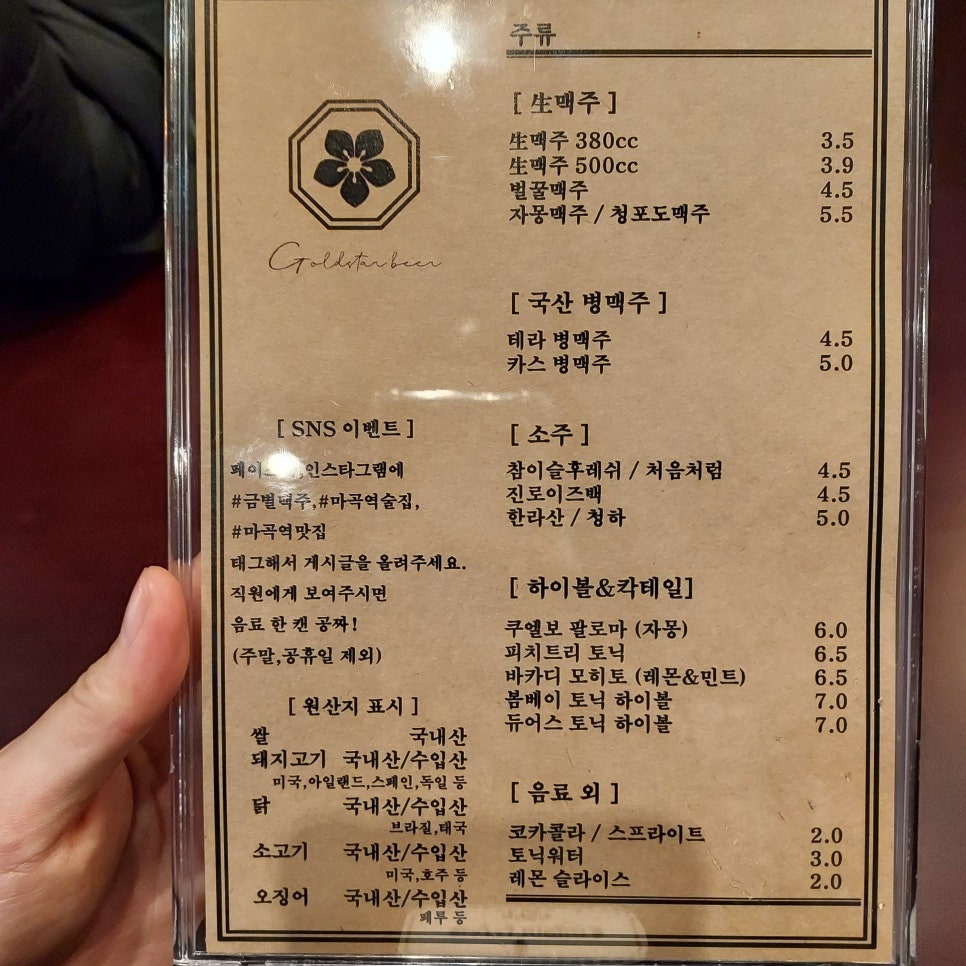 주류
[ 生맥주 ]
生맥주 380cc 3.5
生맥주 500cc 3.9
벌꿀맥주 4.5
자몽맥주 / 청포도맥주 5.5
[ 국산 병맥주 ]
테라 병맥주 4.5
카스 병맥주 5.0
[ 소주 ]
참이슬후레쉬 / 처음처럼 4.5
진로이즈백 4.5
한라산 / 청하 5.0
[ 하이볼&칵테일]
쿠엘보 팔로마 (자몽) 6.0
피치트리 토닉 6.5
바카디 모히토 (레몬&민트) 6.5
봄베이 토닉 하이볼 7.0
듀어스 토닉 하이볼 7.0
[ 음료 외 ]
코카콜라 / 스프라이트 2.0
토닉워터 3.0
레몬 슬라이스 2.0
Goldstar beer
[ SNS 이벤트 ]
인스타그램에
#금별맥주,#마곡역술집,
#마곡역맛집
태그해서 게시글을 올려주세요.
직원에게 보여주시면
음료 한 캔 공짜!
(주말,공휴일 제외)
[ 원산지 표시 ]
쌀 국내산
돼지고기 국내산/수입산
미국,아일랜드,스페인,독일 등
닭 국내산/수입산
브라질,태국
소고기 국내산/수입산
미국,호주 등
오징어 국내산/수입산
페루 등